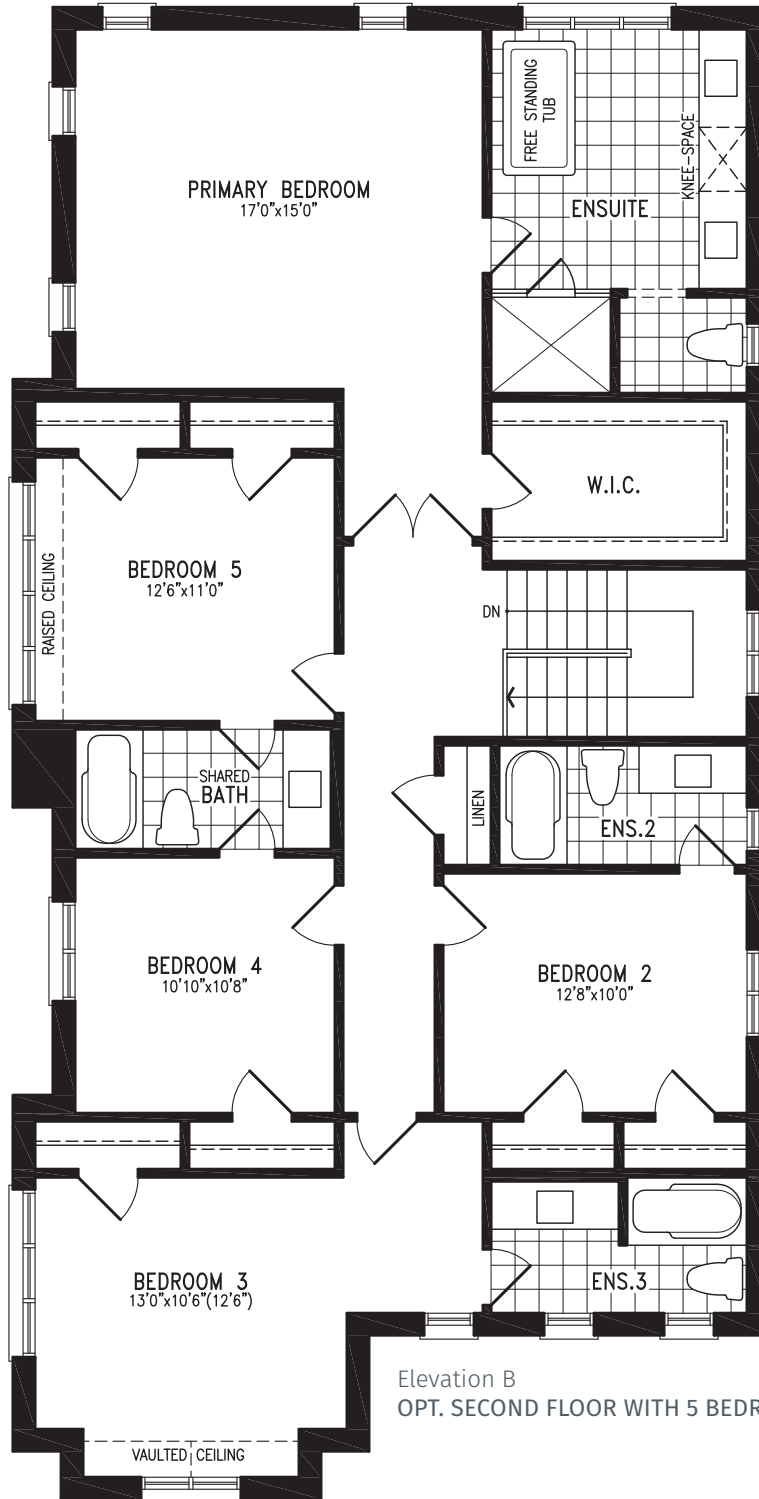 FREE STANDING
TUB
KNEE-SPACE
PRIMARY BEDROOM
17'0"x15'0"
ENSUITE
W.I.C.
BEDROOM 5
12'6"x11'0"
RAISED CEILING
DN
SHARED
BATH
LINEN
ENS.2
BEDROOM 4
10'10"x10'8"
BEDROOM 2
12'8"x10'0"
BEDROOM 3
13'0"x10'6"(12'6")
ENS.3
Elevation B
OPT. SECOND FLOOR WITH 5 BEDR
VAULTED CEILING